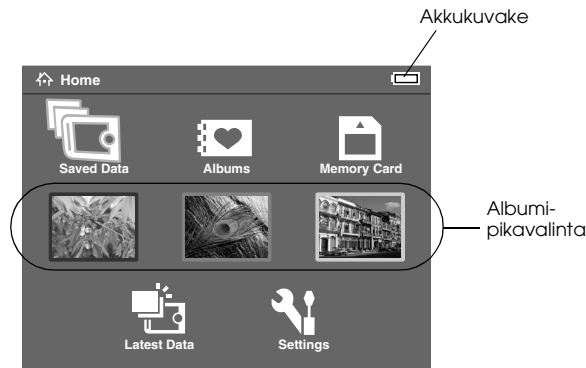 Akkukuvake
Home
Saved Data
Albums
Memory Card
Albumi-
pikavalinta
Latest Data
Settings